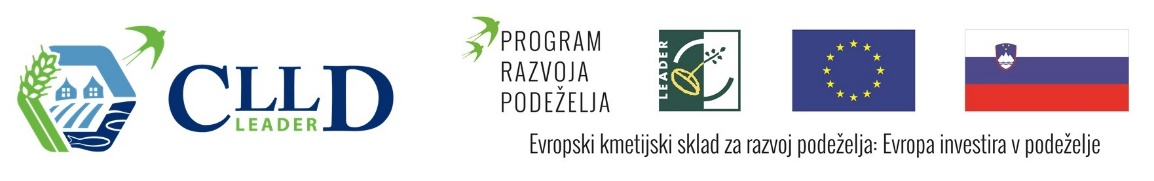 CLLD
LEADER
PROGRAM
RAZVOJA
PODEŽELJA
LEADER
Evropski kmetijski sklad za razvoj podeželja: Evropa investira v podeželje